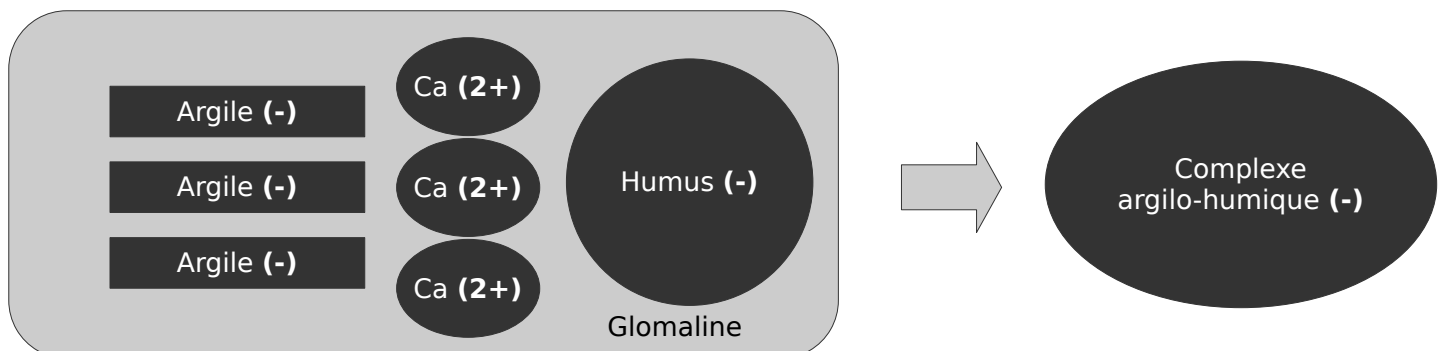 Argile (-)
Argile (-)
Argile (-)
Ca (2+)
Ca (2+)
Ca (2+)
Humus (-)
Glomaline
Complexe
argilo-humique (-)